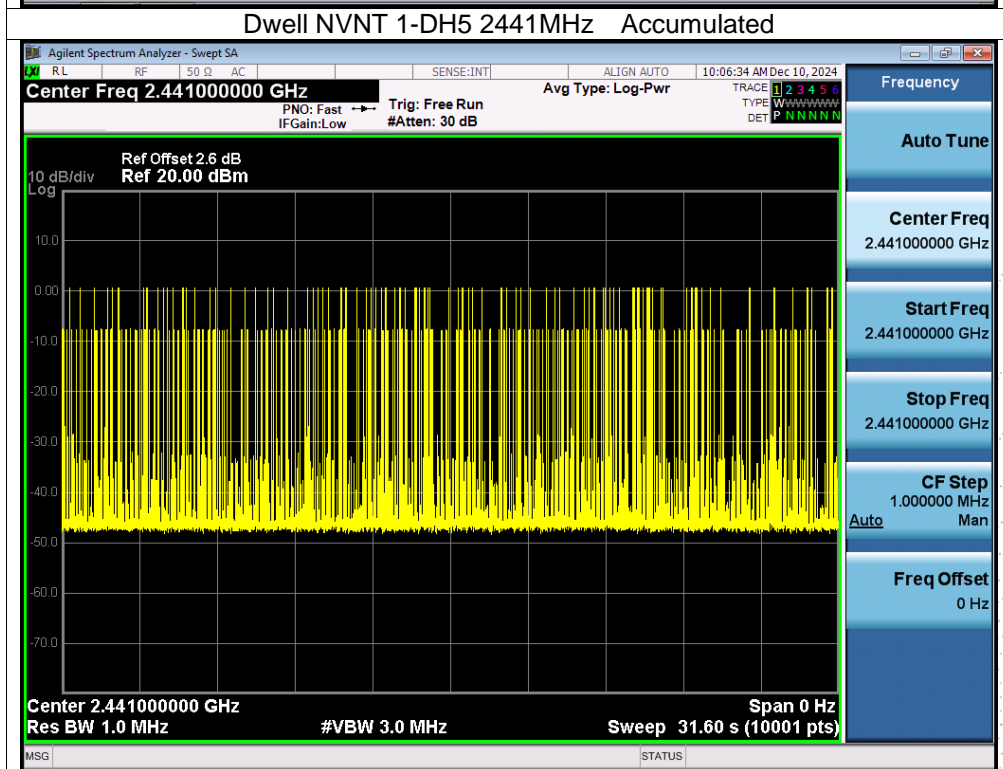 Dwell NVNT 1-DH5 2441MHz Accumulated
Agilent Spectrum Analyzer - Swept SA
LXI RL RF 50 Ω AC SENSE:INT ALIGN AUTO 10:06:34 AM Dec 10, 2024
Center Freq 2.441000000 GHz
PNO: Fast
IFGain:Low
Trig: Free Run
#Atten: 30 dB
Avg Type: Log-Pwr
TRACE 1 2 3 4 5 6
TYPE WWWWWWW
DET P N N N N N
Ref Offset 2.6 dB
10 dB/div Ref 20.00 dBm
Log
10.0
0.00
-10.0
-20.0
-30.0
-40.0
-50.0
-60.0
-70.0
Center 2.441000000 GHz Span 0 Hz
Res BW 1.0 MHz #VBW 3.0 MHz Sweep 31.60 s (10001 pts)
MSG STATUS
Frequency
Auto Tune
Center Freq
2.441000000 GHz
Start Freq
2.441000000 GHz
Stop Freq
2.441000000 GHz
CF Step
1.000000 MHz
Auto Man
Freq Offset
0 Hz